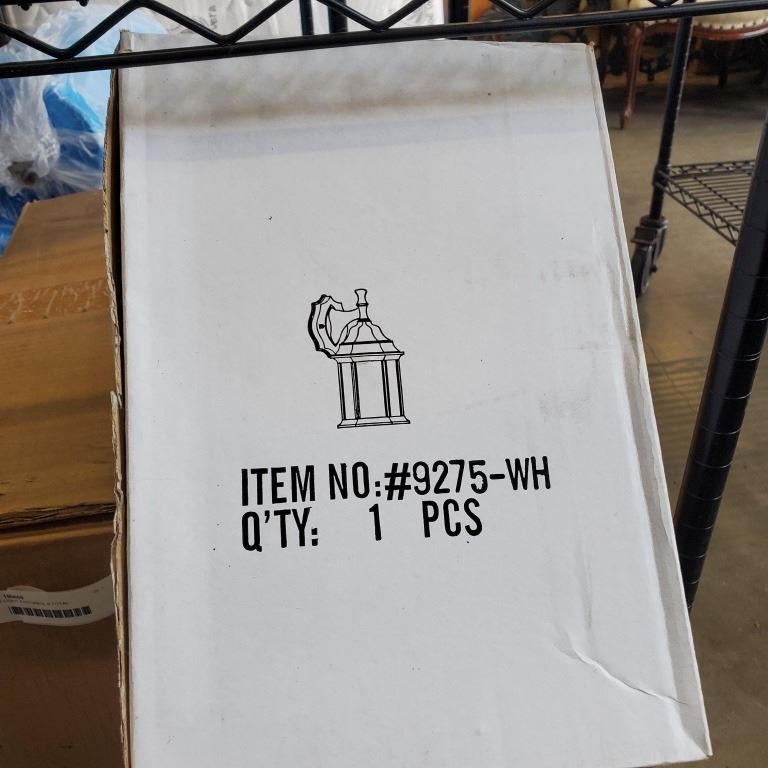 ITEM NO:#9275-WH
Q'TY: 1 PCS